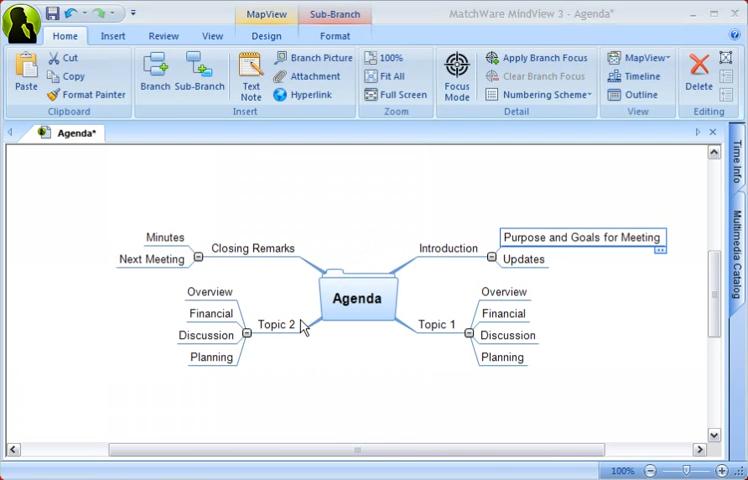 MapView Sub-Branch MatchWare MindView 3 - Agenda*
Home Insert Review View Design Format
Paste
Cut
Copy
Format Painter
Clipboard
Branch Sub-Branch Text Note
Branch Picture
Attachment
Hyperlink
Insert
100%
Fit All
Full Screen
Zoom
Focus Mode
Apply Branch Focus
Clear Branch Focus
Numbering Scheme
Detail
MapView
Timeline
Outline
View
Delete
Editing
Agenda*
Time Info
Multimedia Catalog
Minutes
Next Meeting
Closing Remarks
Introduction
Purpose and Goals for Meeting
Updates
Agenda
Overview
Financial
Discussion
Planning
Topic 2
Topic 1
Overview
Financial
Discussion
Planning
100%